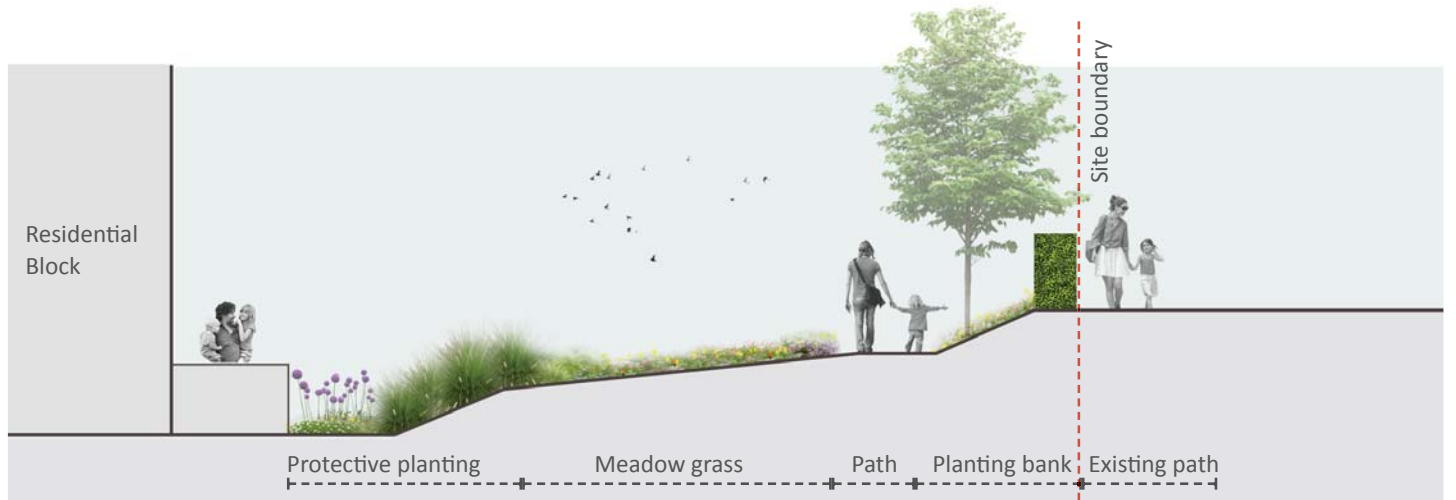 Site boundary
Residential
Block
Protective planting
Meadow grass
Path
Planting bank
Existing path